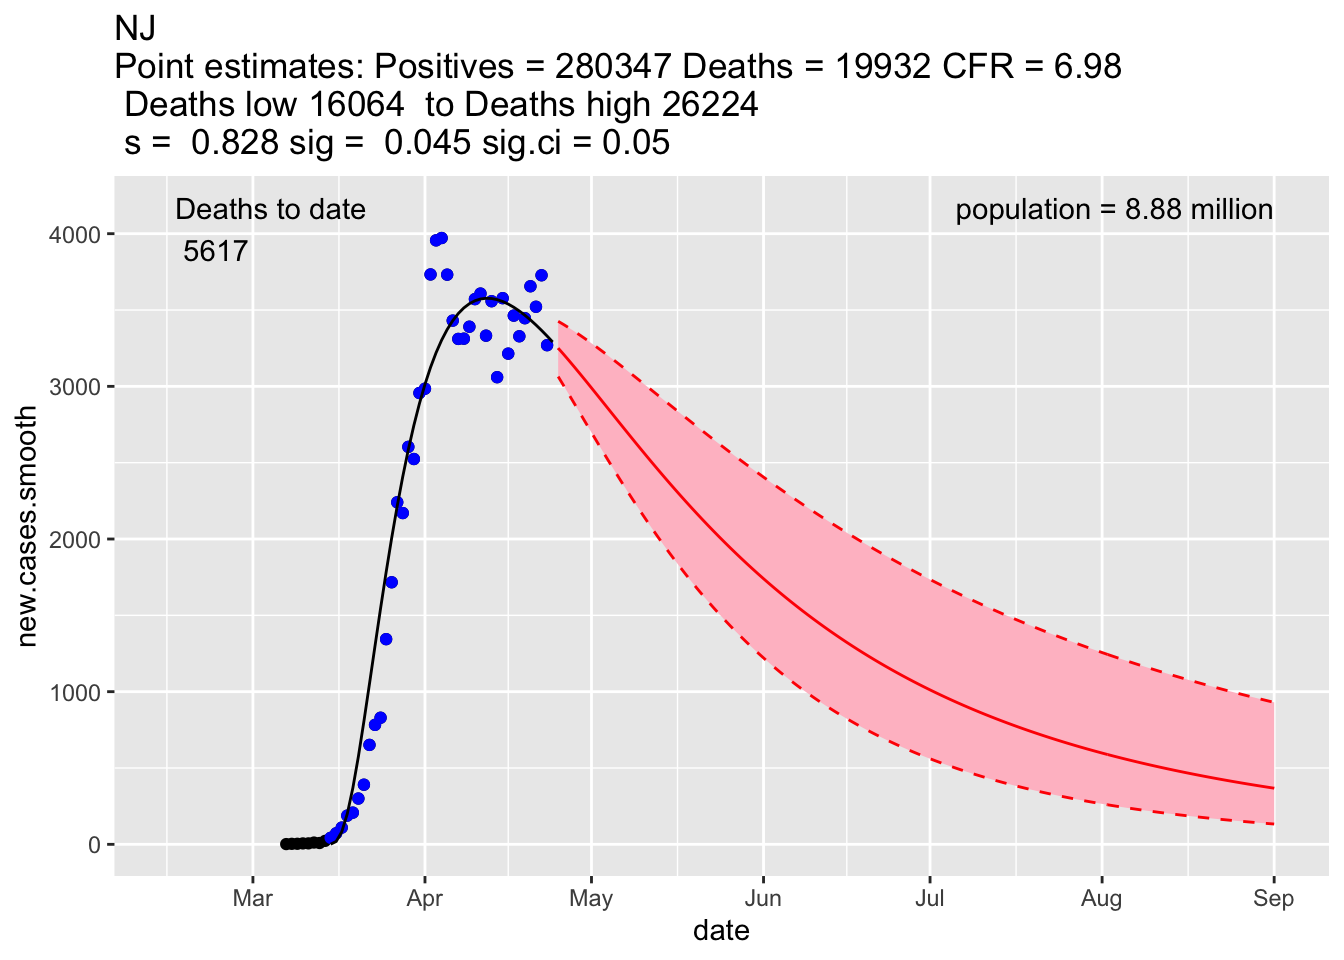 NJ
Point estimates: Positives = 280347 Deaths = 19932 CFR = 6.98
Deaths low 16064  to Deaths high 26224
s =  0.828 sig =  0.045 sig.ci = 0.05
Deaths to date
5617
population = 8.88 million
4000
3000
2000
1000
0
new.cases.smooth
Mar Apr May Jun Jul Aug Sep
date